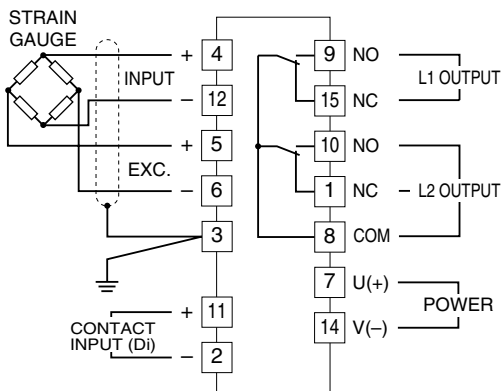 STRAIN
GAUGE
+ 4
INPUT
− 12
+ 5
EXC.
− 6
3
+ 11
CONTACT
INPUT (Di)
− 2
9 NO
L1 OUTPUT
15 NC
10 NO
1 NC
L2 OUTPUT
8 COM
7 U(+)
POWER
14 V(−)